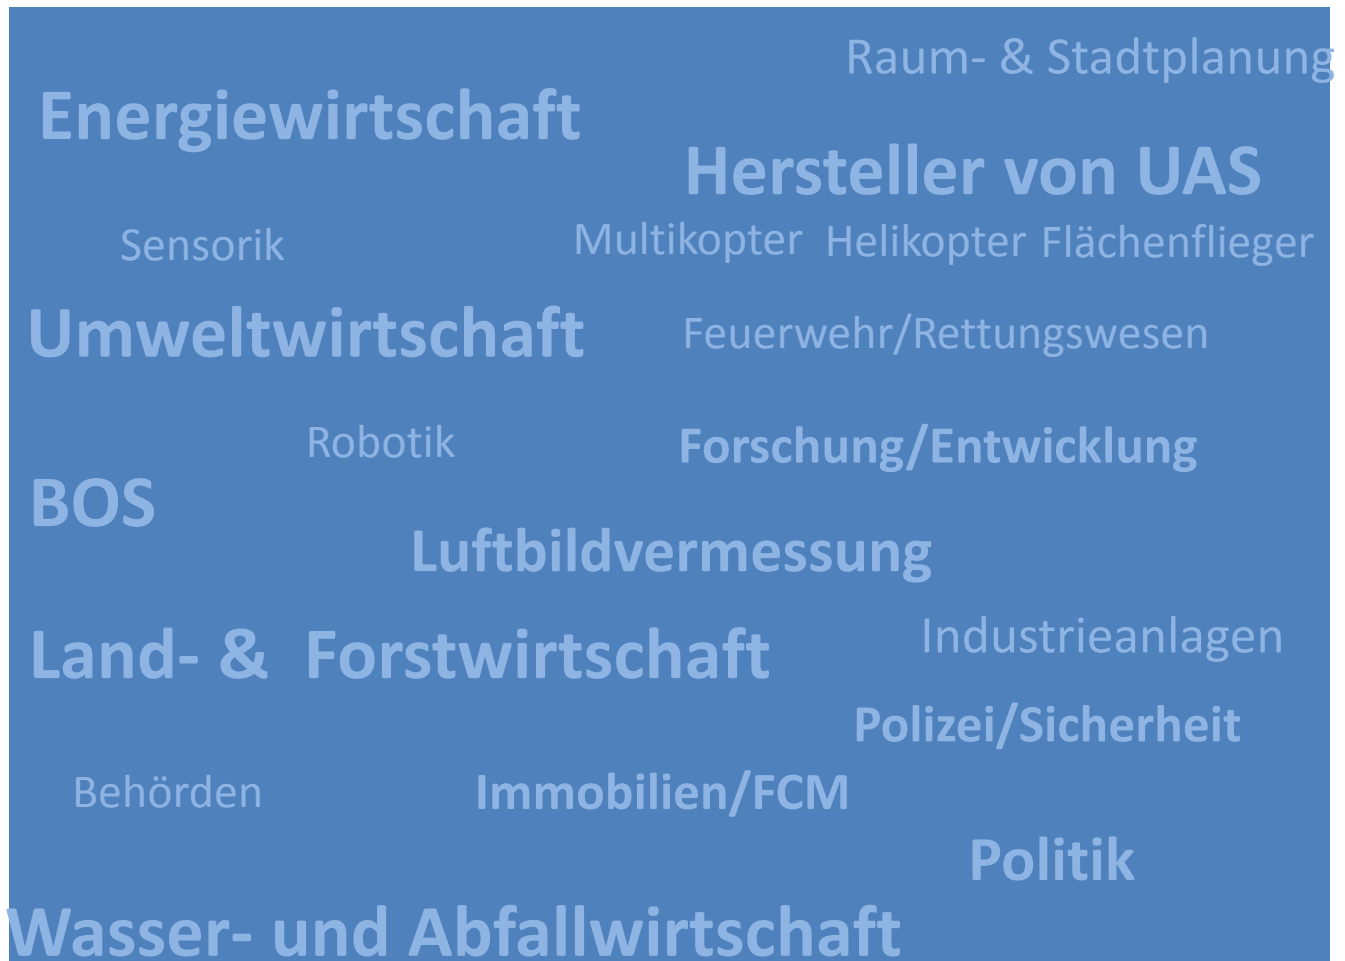 Raum- & Stadtplanung
Energiewirtschaft
Hersteller von UAS
Sensorik
Multikopter Helikopter Flächenflieger
Umweltwirtschaft
Feuerwehr/Rettungswesen
Robotik
Forschung/Entwicklung
BOS
Luftbildvermessung
Land- & Forstwirtschaft
Industrieanlagen
Polizei/Sicherheit
Behörden
Immobilien/FCM
Politik
Wasser- und Abfallwirtschaft